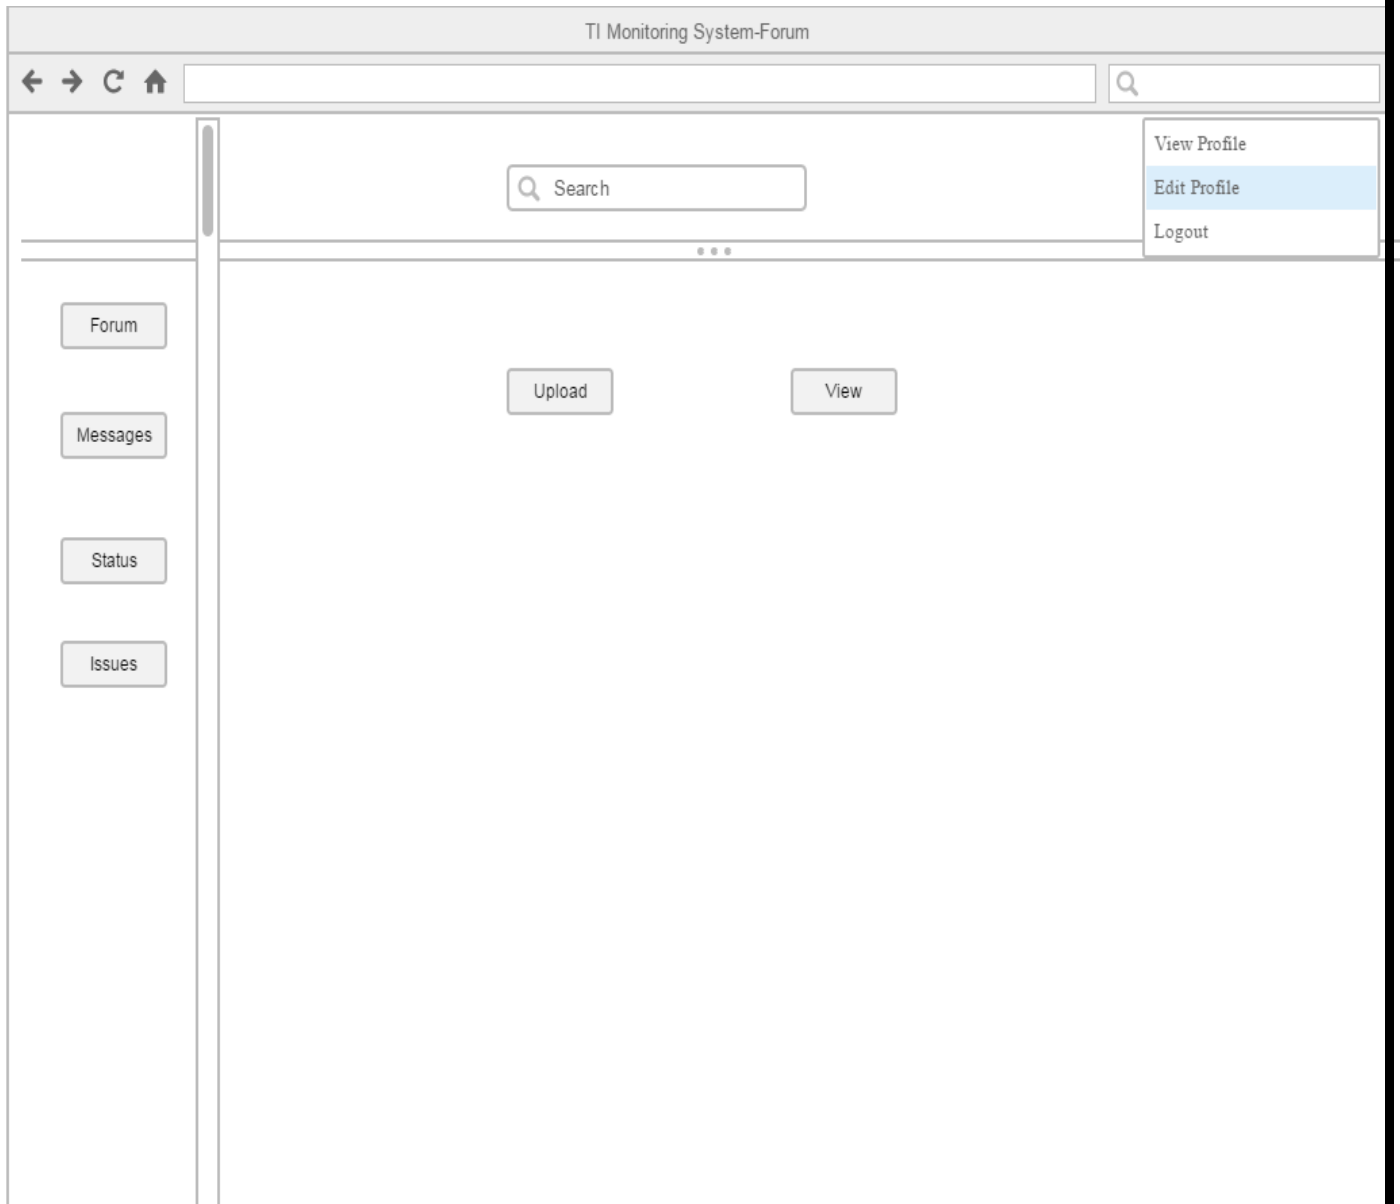 TI Monitoring System-Forum
View Profile
Search
Edit Profile
Logout
Forum
Upload
View
Messages
Status
Issues